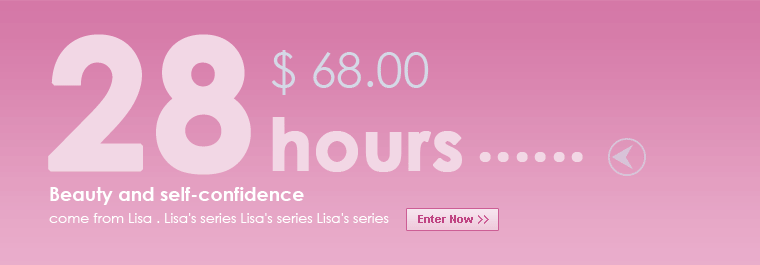 28
$ 68.00
hours ......
Beauty and self-confidence
come from Lisa . Lisa's series Lisa's series Lisa's series
Enter Now >>